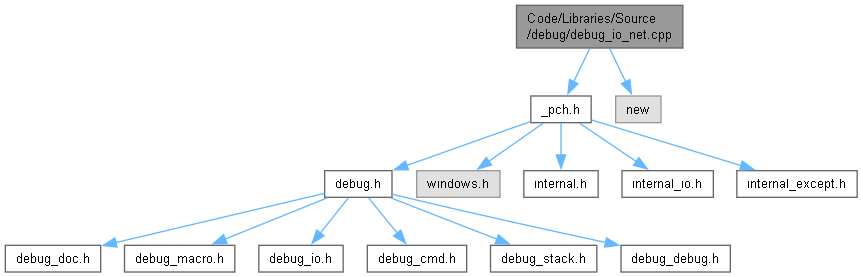 Code/Libraries/Source
/debug/debug_io_net.cpp
_pch.h
new
debug.h
windows.h
internal.h
internal_io.h
internal_except.h
debug_doc.h
debug_macro.h
debug_io.h
debug_cmd.h
debug_stack.h
debug_debug.h